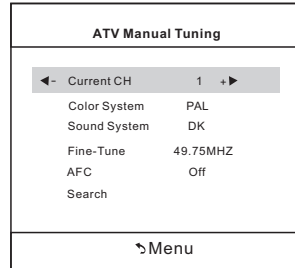 ATV Manual Tuning
Current CH 1 +
Color System PAL
Sound System DK
Fine-Tune 49.75MHZ
AFC Off
Search
Menu